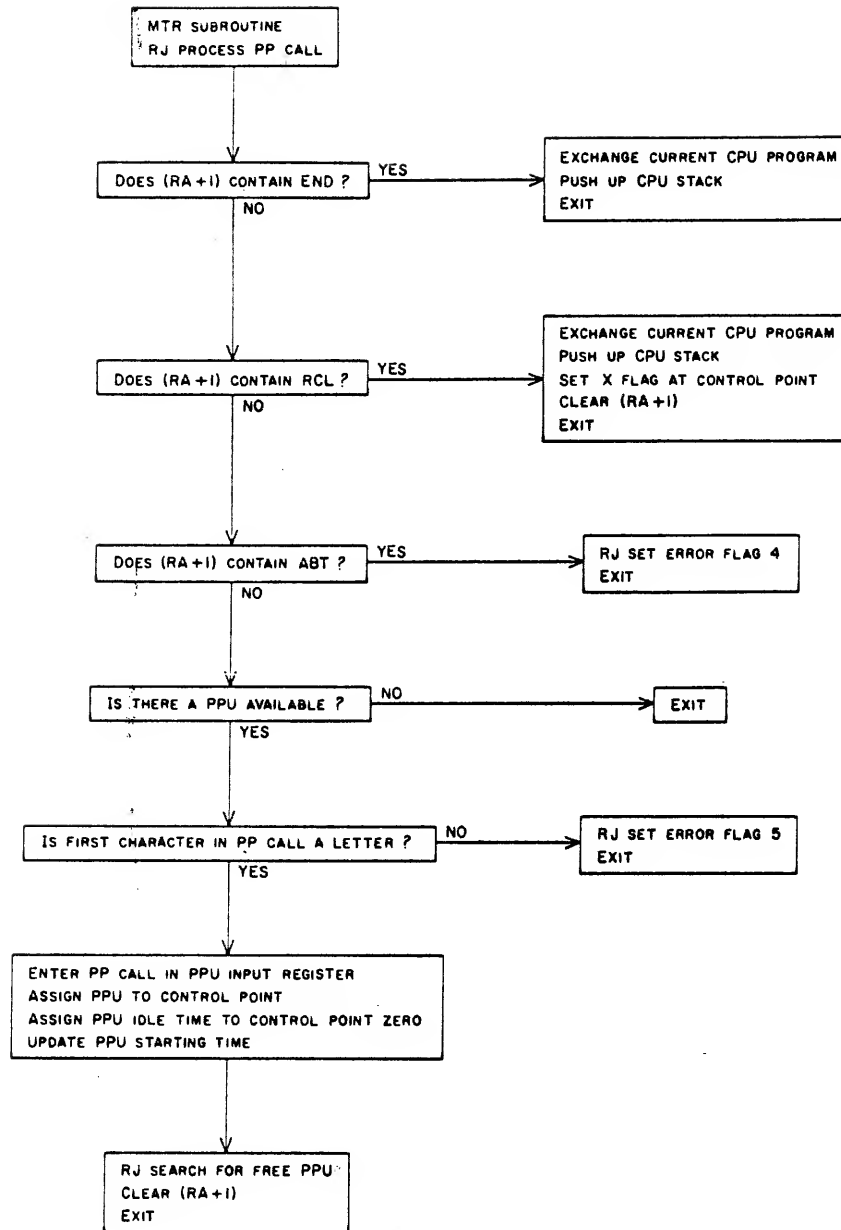 MTR SUBROUTINE
RJ PROCESS PP CALL
DOES (RA+1) CONTAIN END ?
YES
NO
EXCHANGE CURRENT CPU PROGRAM
PUSH UP CPU STACK
EXIT
DOES (RA+1) CONTAIN RCL ?
YES
NO
EXCHANGE CURRENT CPU PROGRAM
PUSH UP CPU STACK
SET X FLAG AT CONTROL POINT
CLEAR (RA+1)
EXIT
DOES (RA+1) CONTAIN ABT ?
YES
NO
RJ SET ERROR FLAG 4
EXIT
IS THERE A PPU AVAILABLE ?
NO
YES
EXIT
IS FIRST CHARACTER IN PP CALL A LETTER ?
NO
YES
RJ SET ERROR FLAG 5
EXIT
ENTER PP CALL IN PPU INPUT REGISTER
ASSIGN PPU TO CONTROL POINT
ASSIGN PPU IDLE TIME TO CONTROL POINT ZERO
UPDATE PPU STARTING TIME
RJ SEARCH FOR FREE PPU
CLEAR (RA+1)
EXIT